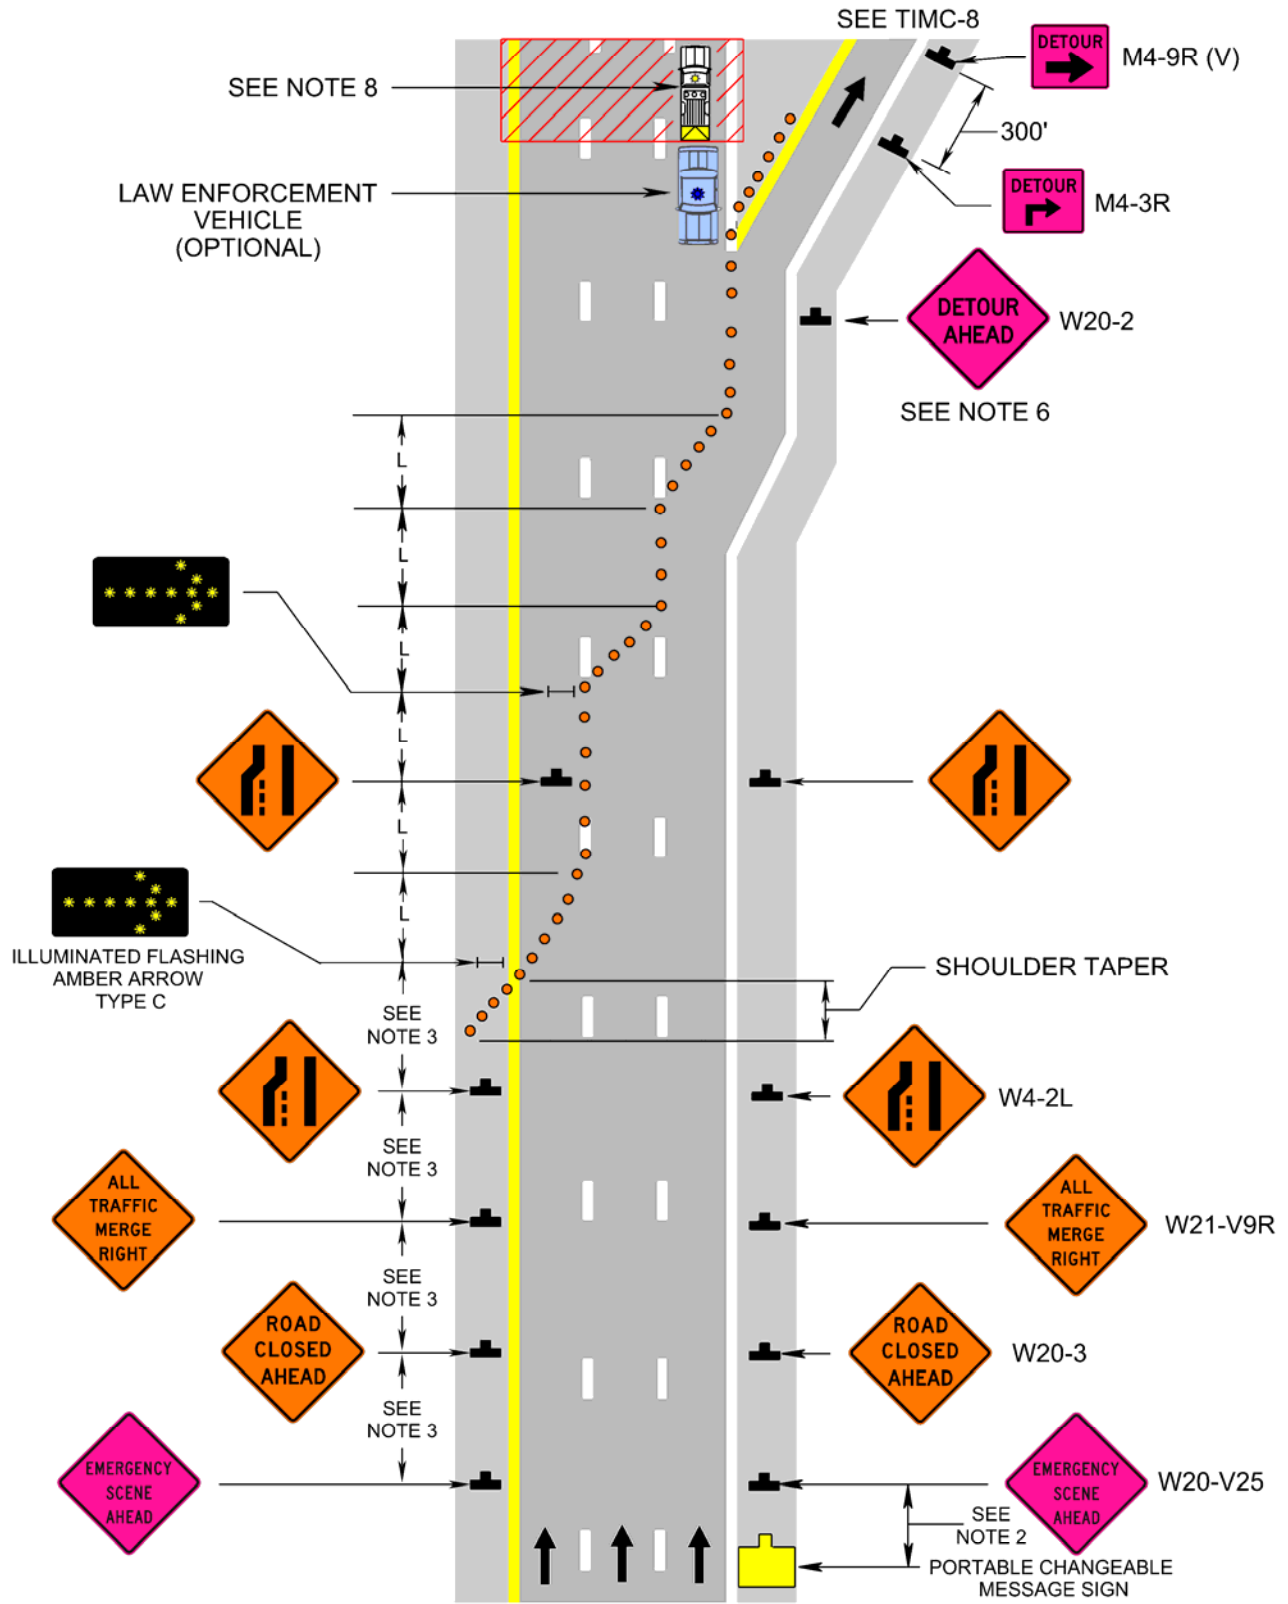 SEE TIMC-8
DETOUR
M4-9R (V)
SEE NOTE 8
300'
LAW ENFORCEMENT
VEHICLE
(OPTIONAL)
DETOUR
M4-3R
DETOUR
AHEAD
W20-2
SEE NOTE 6
L
L
L
L
L
L
ILLUMINATED FLASHING
AMBER ARROW
TYPE C
SHOULDER TAPER
SEE
NOTE 3
W4-2L
SEE
NOTE 3
ALL
TRAFFIC
MERGE
RIGHT
ALL
TRAFFIC
MERGE
RIGHT
W21-V9R
SEE
NOTE 3
ROAD
CLOSED
AHEAD
ROAD
CLOSED
AHEAD
W20-3
SEE
NOTE 3
EMERGENCY
SCENE
AHEAD
EMERGENCY
SCENE
AHEAD
W20-V25
SEE
NOTE 2
PORTABLE CHANGEABLE
MESSAGE SIGN